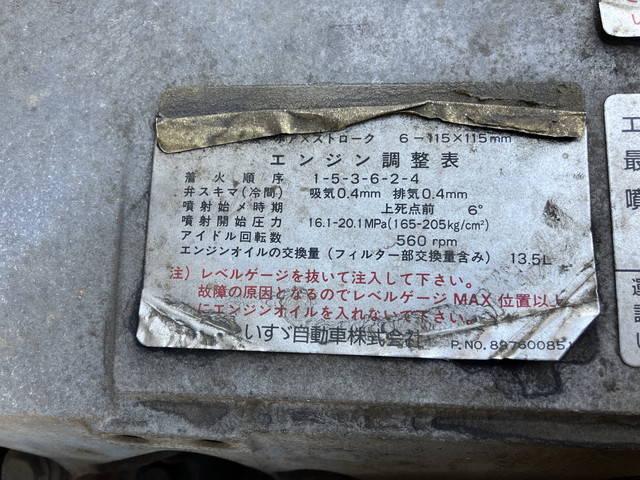 ボア×ストローク 6-115×115mm
エンジン調整表
着火順序 1-5-3-6-2-4
弁スキマ(冷間) 吸気0.4mm 排気0.4mm
噴射始メ時期 上死点前 6°
噴射開始圧力 16.1-20.1MPa(165-205kg/cm²)
アイドル回転数 560 rpm
エンジンオイルの交換量(フィルター部交換量含み) 13.5L
注)レベルゲージを抜いて注入して下さい。
故障の原因となるのでレベルゲージ MAX 位置以上
にエンジンオイルを入れないで下さい。
いすゞ自動車株式会社 P.NO. 89760085
エ
最
噴
運